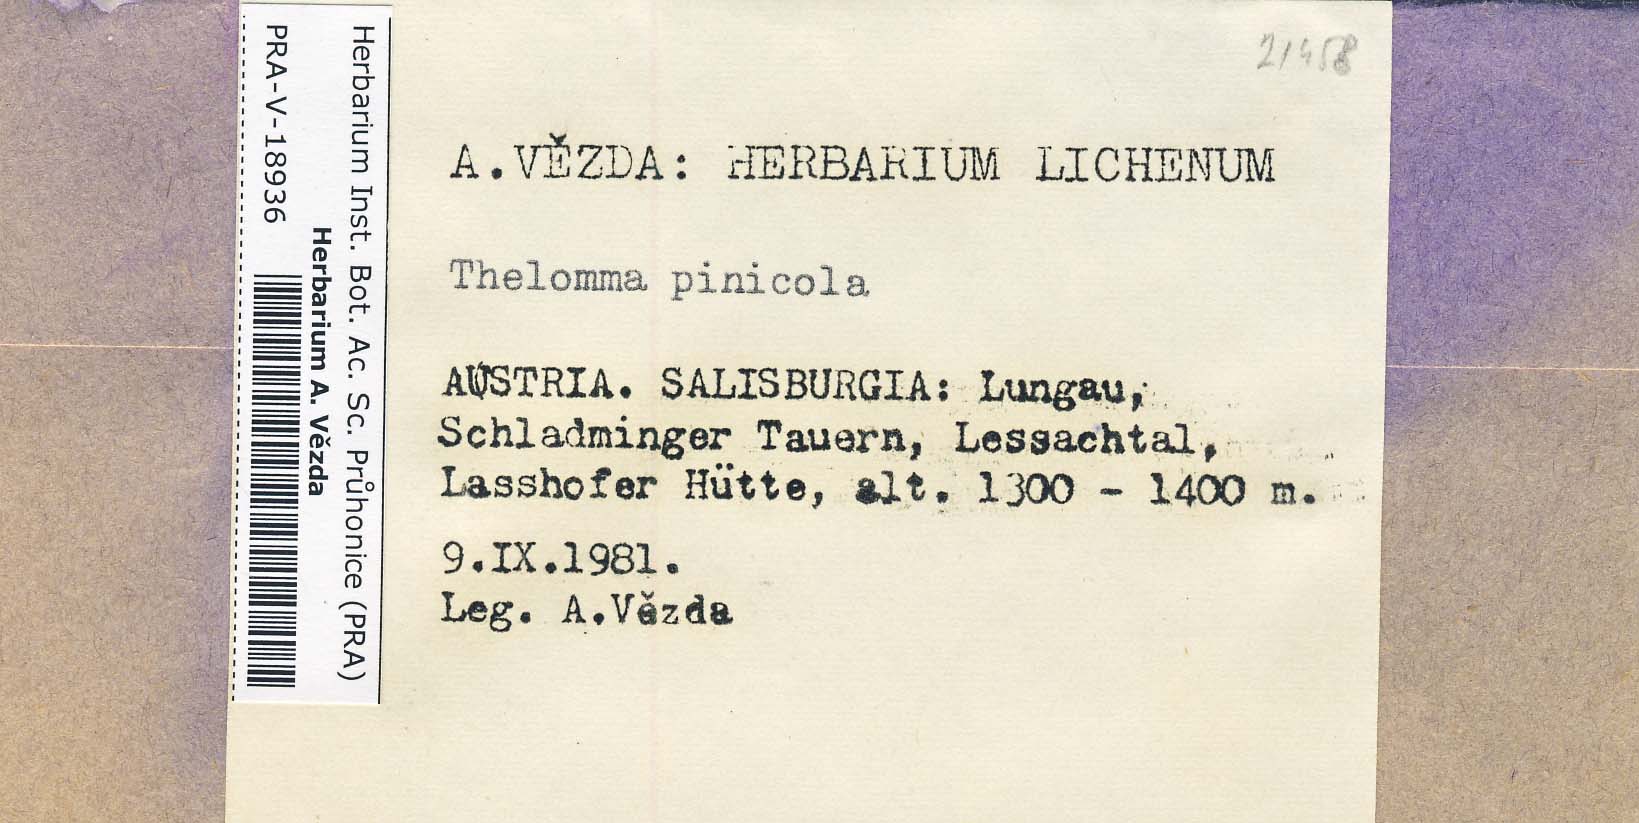 21458
A.VĚZDA: HERBARIUM LICHENUM
Thelomma pinicola
AUSTRIA. SALISBURGIA: Lungau,
Schladminger Tauern, Lessachtal,
Lasshofer Hütte, alt. 1300 - 1400 m.
9.IX.1981.
Leg. A.Vězda
Herbarium Inst. Bot. Ac. Sc. Průhonice (PRA)
Herbarium A. Vězda
PRA-V-18936